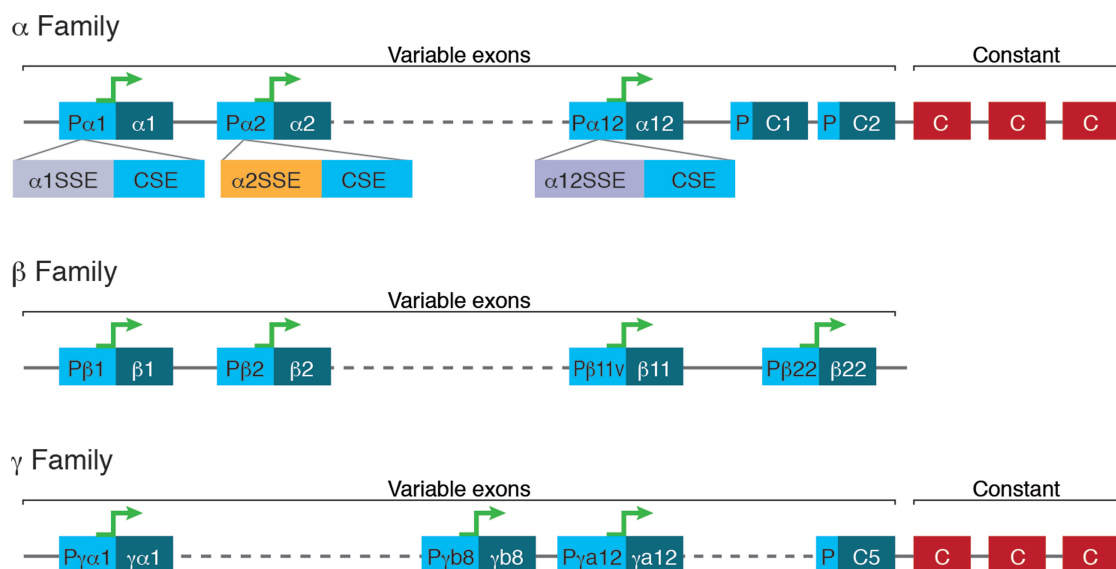 α Family
Variable exons Constant
Pα1 α1 Pα2 α2 Pα12 α12 P C1 P C2 C C C
α1SSE CSE α2SSE CSE α12SSE CSE
β Family
Variable exons
Pβ1 β1 Pβ2 β2 Pβ11v β11 Pβ22 β22
γ Family
Variable exons Constant
Pγα1 γα1 Pγb8 γb8 Pγa12 γa12 P C5 C C C